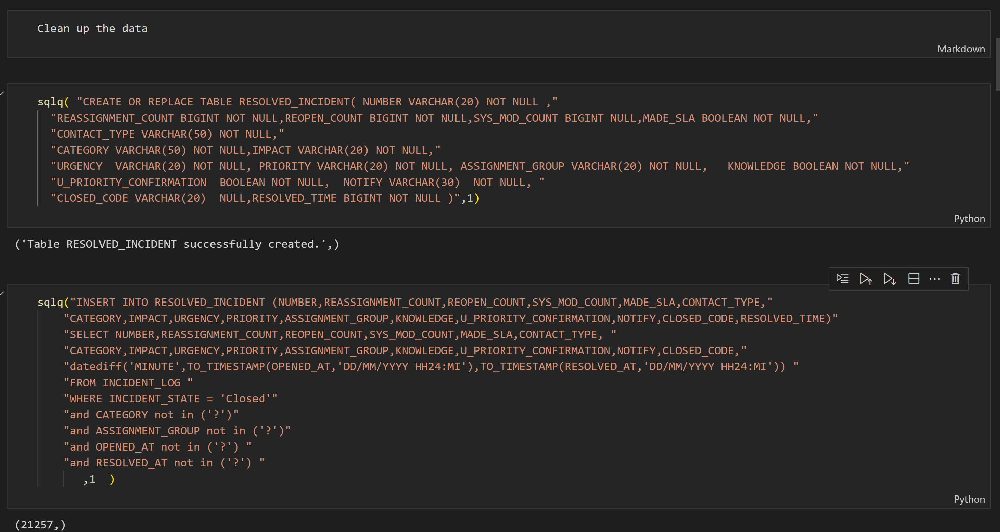 Clean up the data
Markdown
sqlq( "CREATE OR REPLACE TABLE RESOLVED_INCIDENT( NUMBER VARCHAR(20) NOT NULL ,"
"REASSIGNMENT_COUNT BIGINT NOT NULL,REOPEN_COUNT BIGINT NOT NULL,SYS_MOD_COUNT BIGINT NULL,MADE_SLA BOOLEAN NOT NULL,"
"CONTACT_TYPE VARCHAR(50) NOT NULL,"
"CATEGORY VARCHAR(50) NOT NULL,IMPACT VARCHAR(20) NOT NULL,"
"URGENCY  VARCHAR(20) NOT NULL, PRIORITY VARCHAR(20) NOT NULL, ASSIGNMENT_GROUP VARCHAR(20) NOT NULL,   KNOWLEDGE BOOLEAN NOT NULL,"
"U_PRIORITY_CONFIRMATION  BOOLEAN NOT NULL,  NOTIFY VARCHAR(30)  NOT NULL, "
"CLOSED_CODE VARCHAR(20)  NULL,RESOLVED_TIME BIGINT NOT NULL )",1)
Python
('Table RESOLVED_INCIDENT successfully created.',)
sqlq("INSERT INTO RESOLVED_INCIDENT (NUMBER,REASSIGNMENT_COUNT,REOPEN_COUNT,SYS_MOD_COUNT,MADE_SLA,CONTACT_TYPE,"
"CATEGORY,IMPACT,URGENCY,PRIORITY,ASSIGNMENT_GROUP,KNOWLEDGE,U_PRIORITY_CONFIRMATION,NOTIFY,CLOSED_CODE,RESOLVED_TIME)"
"SELECT NUMBER,REASSIGNMENT_COUNT,REOPEN_COUNT,SYS_MOD_COUNT,MADE_SLA,CONTACT_TYPE, "
"CATEGORY,IMPACT,URGENCY,PRIORITY,ASSIGNMENT_GROUP,KNOWLEDGE,U_PRIORITY_CONFIRMATION,NOTIFY,CLOSED_CODE,"
"datediff('MINUTE',TO_TIMESTAMP(OPENED_AT,'DD/MM/YYYY HH24:MI'),TO_TIMESTAMP(RESOLVED_AT,'DD/MM/YYYY HH24:MI')) "
"FROM INCIDENT_LOG "
"WHERE INCIDENT_STATE = 'Closed'"
"and CATEGORY not in ('?')"
"and ASSIGNMENT_GROUP not in ('?')"
"and OPENED_AT not in ('?') "
"and RESOLVED_AT not in ('?') "
,1  )
Python
(21257,)